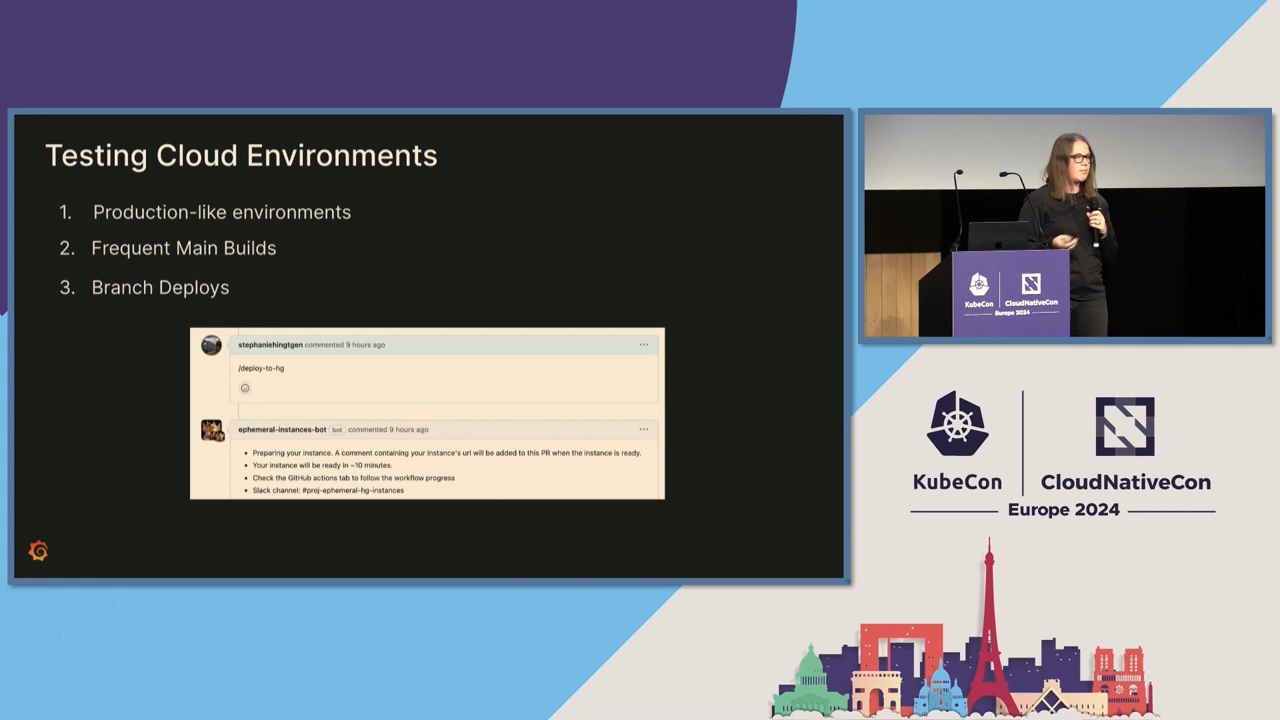 Testing Cloud Environments
1. Production-like environments
2. Frequent Main Builds
3. Branch Deploys
stephaniehingtgen commented 9 hours ago
/deploy-to-hg
ephemeral-instances-bot bot commented 9 hours ago
• Preparing your instance. A comment containing your instance's url will be added to this PR when the instance is ready.
• Your instance will be ready in ~10 minutes.
• Check the GitHub actions tab to follow the workflow progress
• Slack channel: #proj-ephemeral-hg-instances
KubeCon CloudNativeCon
Europe 2024
KubeCon CloudNativeCon
Europe 2024